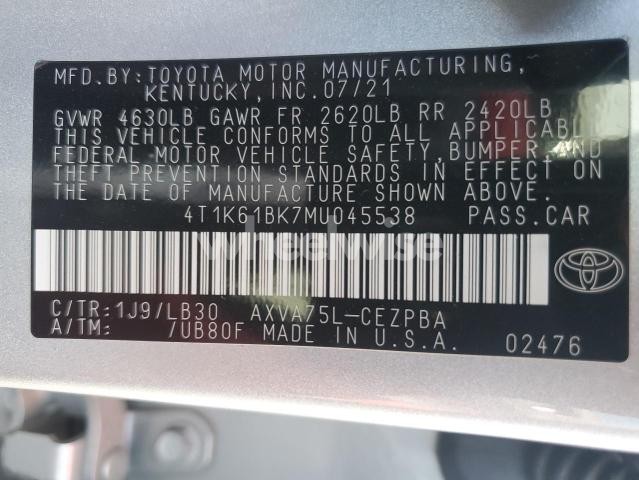 MFD.BY: TOYOTA MOTOR MANUFACTURING,
KENTUCKY, INC. 07/21
GVWR 4630LB GAWR FR 2620LB RR 2420LB
THIS VEHICLE CONFORMS TO ALL APPLICABLE
FEDERAL MOTOR VEHICLE SAFETY, BUMPER, AND
THEFT PREVENTION STANDARDS IN EFFECT ON
THE DATE OF MANUFACTURE SHOWN ABOVE.
4T1K61BK7MU045538 PASS.CAR
wheelwise
C/TR: 1J9/LB30 AXVA75L-CEZPBA
A/TM: /UB80F MADE IN U.S.A. 02476